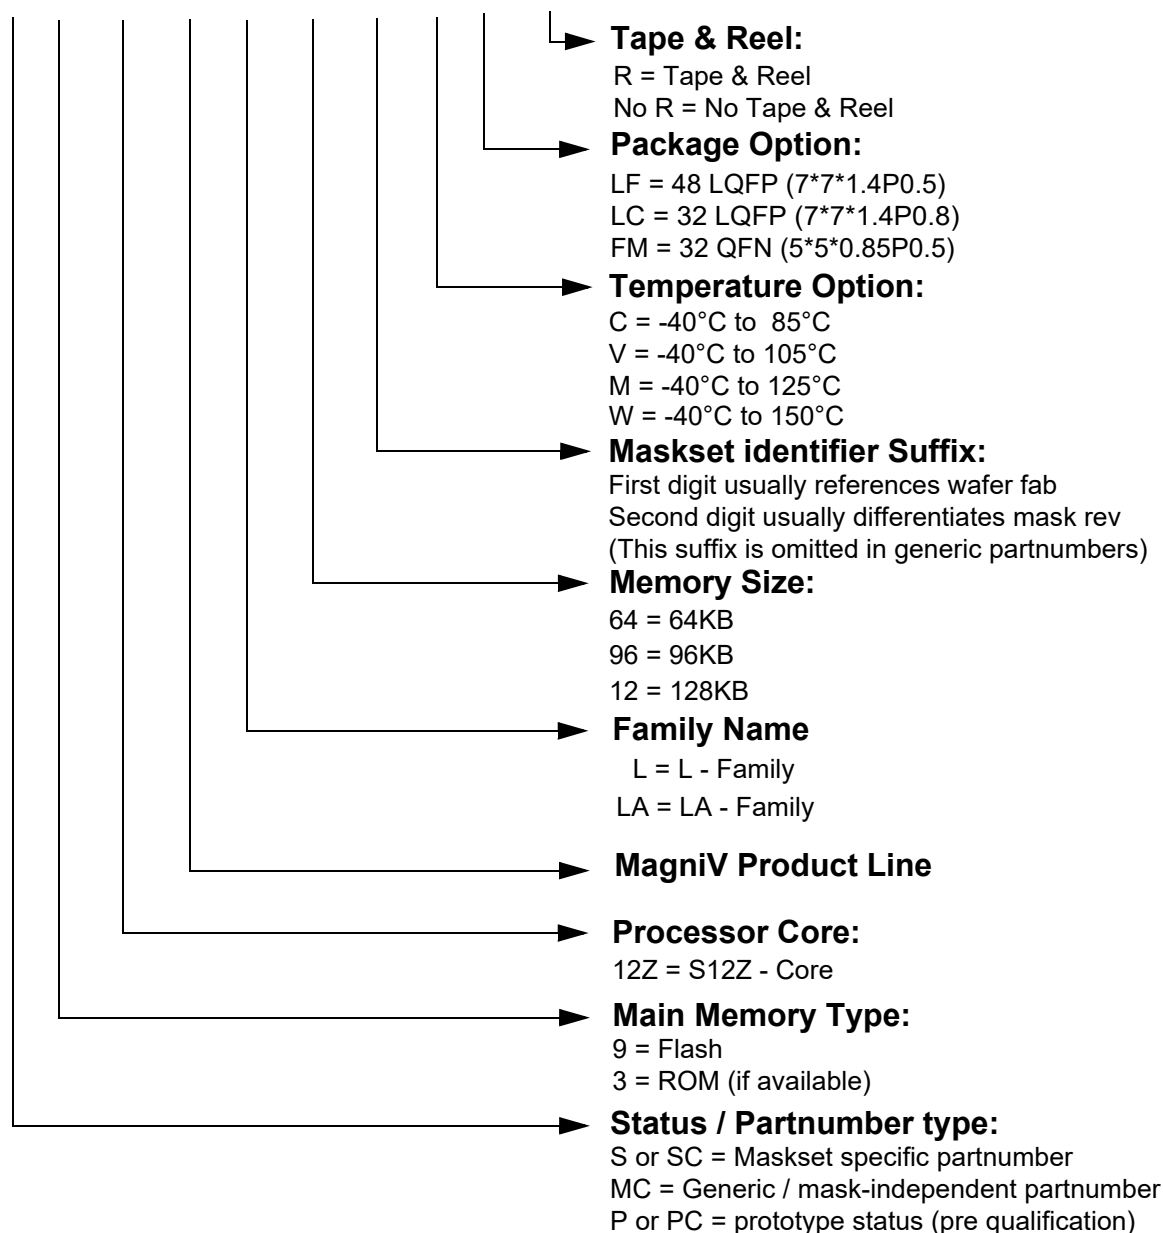 Tape & Reel:
R = Tape & Reel
No R = No Tape & Reel
Package Option:
LF = 48 LQFP (7*7*1.4P0.5)
LC = 32 LQFP (7*7*1.4P0.8)
FM = 32 QFN (5*5*0.85P0.5)
Temperature Option:
C = -40°C to  85°C
V = -40°C to 105°C
M = -40°C to 125°C
W = -40°C to 150°C
Maskset identifier Suffix:
First digit usually references wafer fab
Second digit usually differentiates mask rev
(This suffix is omitted in generic partnumbers)
Memory Size:
64 = 64KB
96 = 96KB
12 = 128KB
Family Name
L = L - Family
LA = LA - Family
MagniV Product Line
Processor Core:
12Z = S12Z - Core
Main Memory Type:
9 = Flash
3 = ROM (if available)
Status / Partnumber type:
S or SC = Maskset specific partnumber
MC = Generic / mask-independent partnumber
P or PC = prototype status (pre qualification)